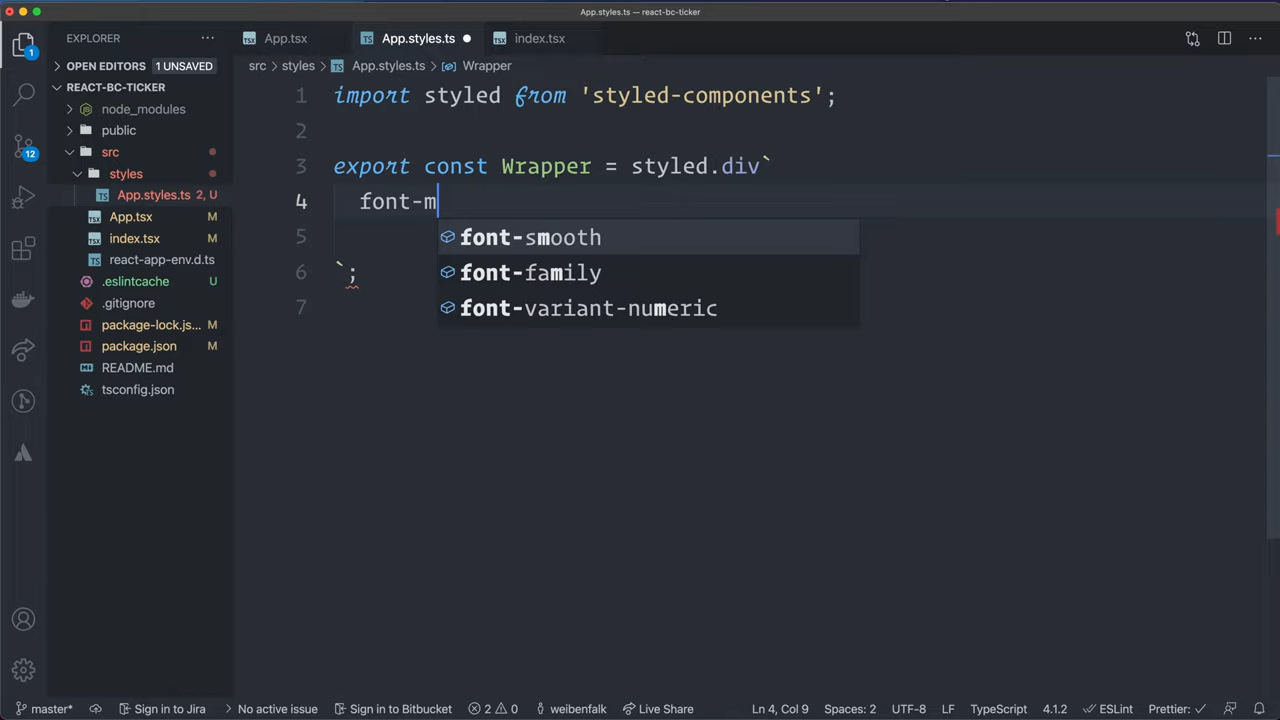 App.styles.ts — react-bc-ticker
EXPLORER
App.tsx
App.styles.ts
index.tsx
OPEN EDITORS 1 UNSAVED
src > styles > App.styles.ts > Wrapper
REACT-BC-TICKER
node_modules
public
src
styles
App.styles.ts 2, U
App.tsx M
index.tsx M
react-app-env.d.ts
.eslintcache U
.gitignore
package-lock.js... M
package.json M
README.md
tsconfig.json
1
12
1 import styled from 'styled-components';
2
3 export const Wrapper = styled.div`
4 font-m
font-smooth
5
font-family
6 `;
font-variant-numeric
7
master* Sign in to Jira No active issue Sign in to Bitbucket 2 0 weibenfalk Live Share Ln 4, Col 9 Spaces: 2 UTF-8 LF TypeScript 4.1.2 ESLint Prettier: ✓